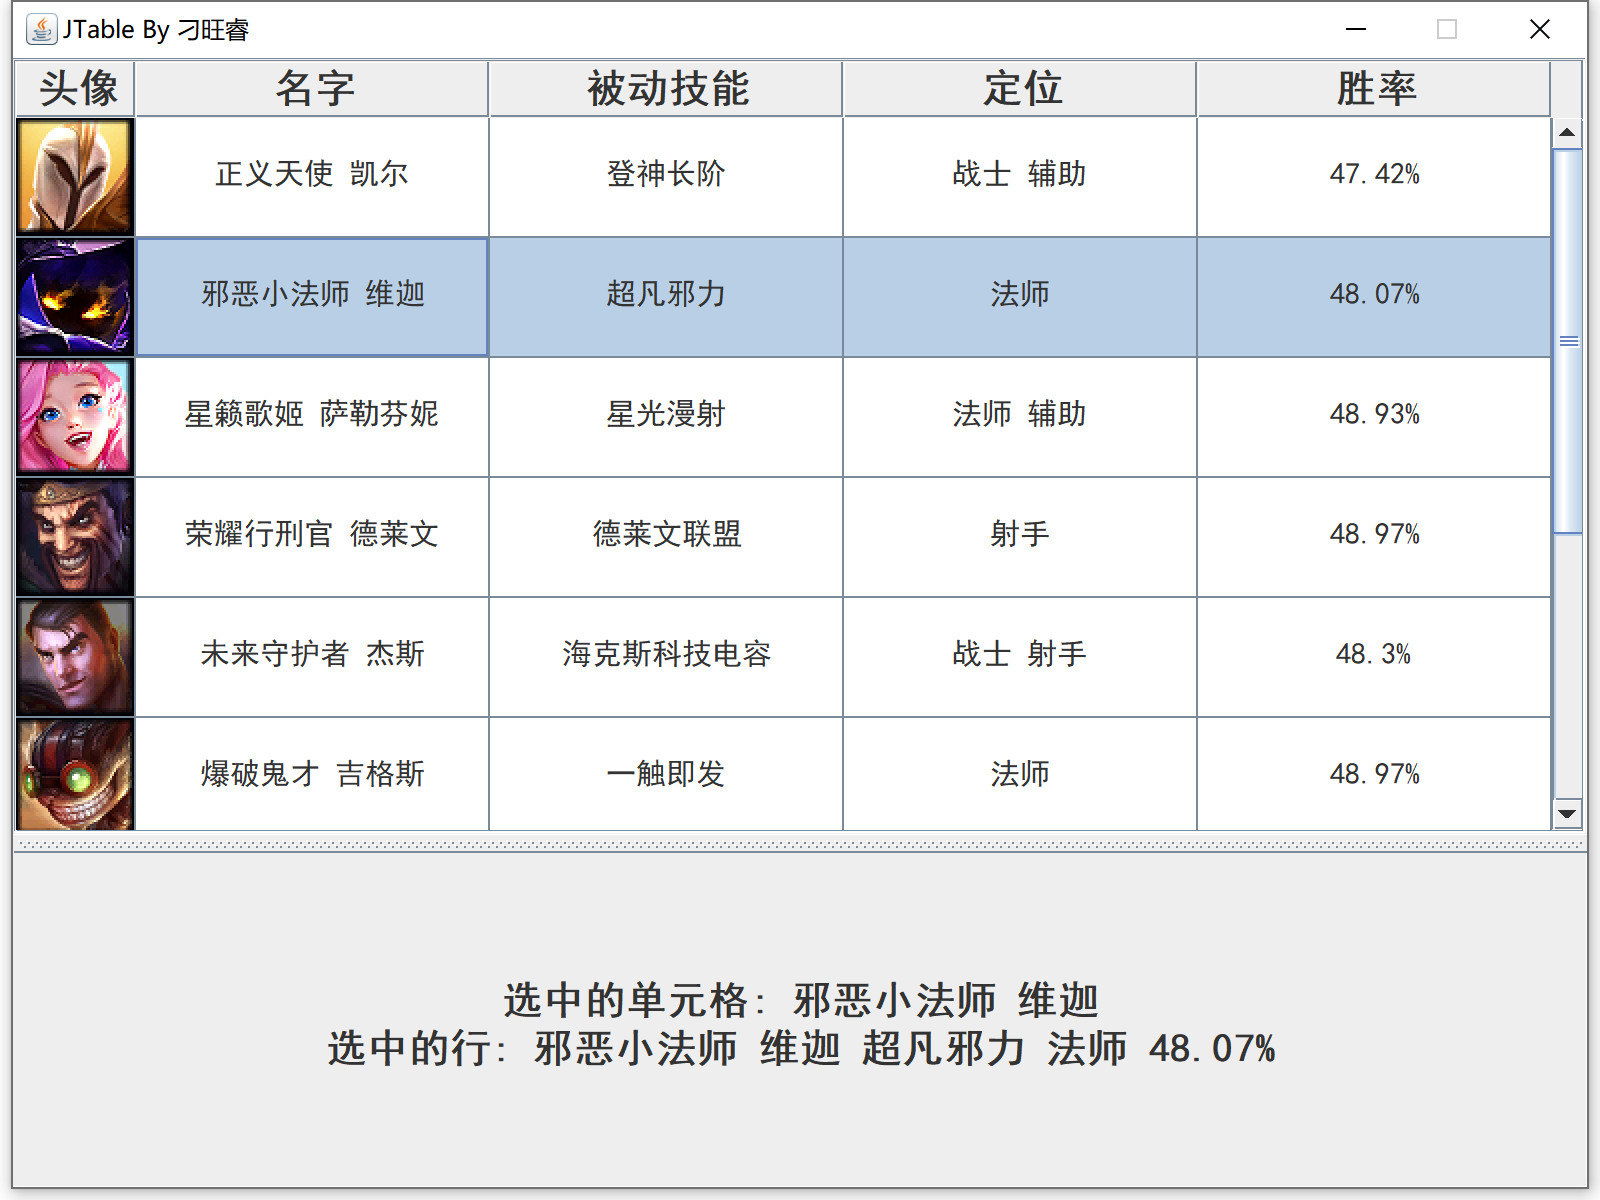 JTable By 刁旺睿
头像 名字 被动技能 定位 胜率
正义天使 凯尔 登神长阶 战士 辅助 47.42%
邪恶小法师 维迦 超凡邪力 法师 48.07%
星籁歌姬 萨勒芬妮 星光漫射 法师 辅助 48.93%
荣耀行刑官 德莱文 德莱文联盟 射手 48.97%
未来守护者 杰斯 海克斯科技电容 战士 射手 48.3%
爆破鬼才 吉格斯 一触即发 法师 48.97%
选中的单元格: 邪恶小法师 维迦
选中的行: 邪恶小法师 维迦 超凡邪力 法师 48.07%